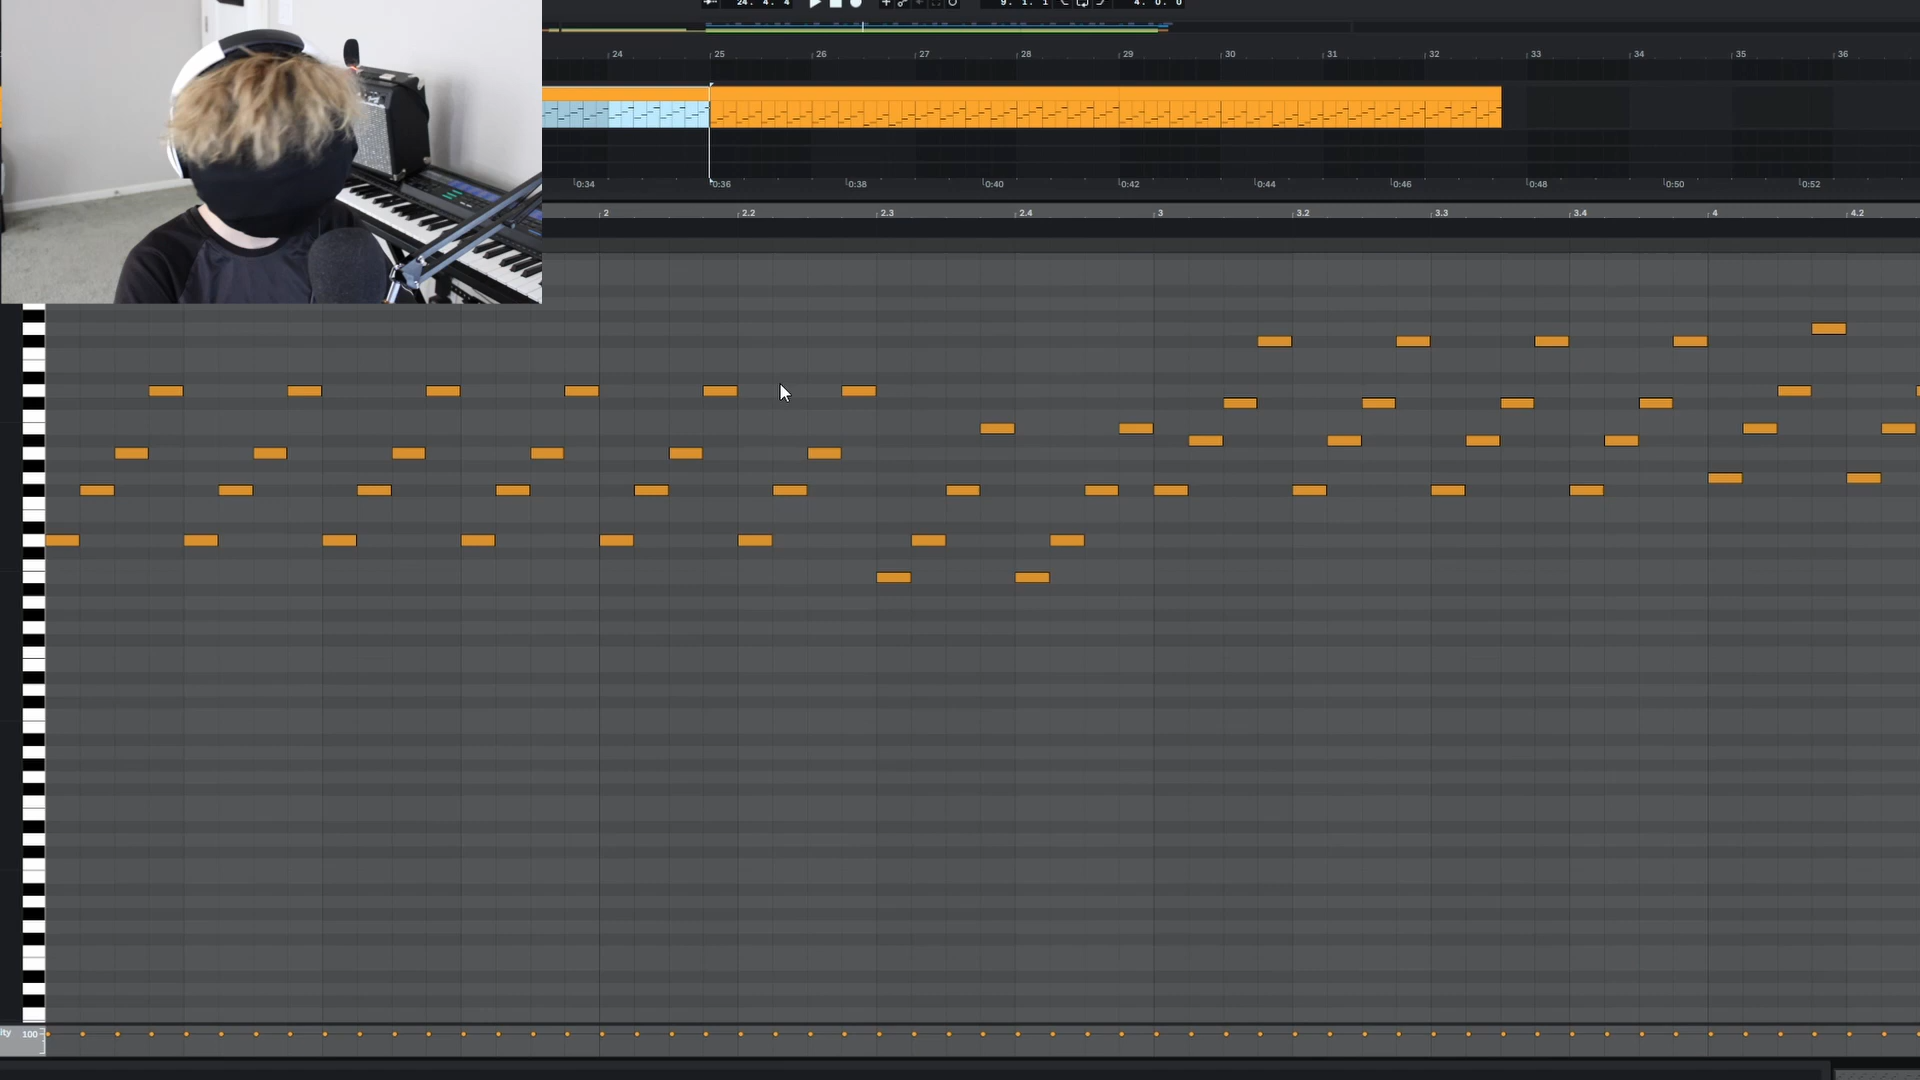 24. 4. 4 9. 1. 1 4. 0. 0
24 25 26 27 28 29 30 31 32 33 34 35 36
0:34 0:36 0:38 0:40 0:42 0:44 0:46 0:48 0:50 0:52
2 2.2 2.3 2.4 3 3.2 3.3 3.4 4 4.2
ity 100